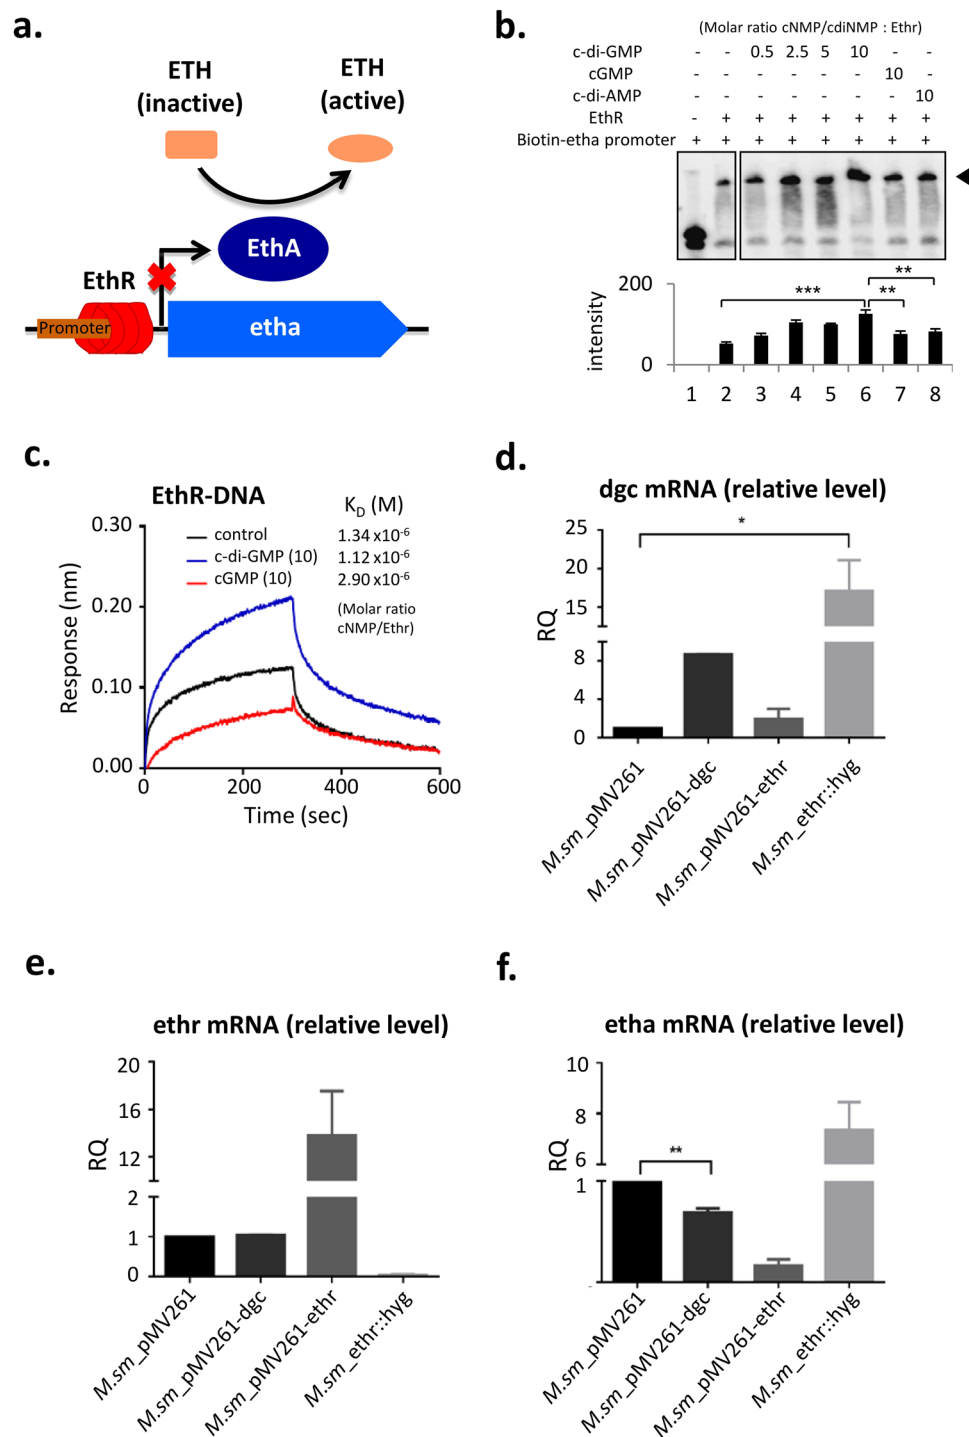 a.
ETH
(inactive)
ETH
(active)
EthA
EthR
Promoter
etha
b.
(Molar ratio cNMP/cdiNMP : Ethr)
c-di-GMP - - 0.5 2.5 5 10 - -
cGMP - - - - - - 10 -
c-di-AMP - - - - - - - 10
EthR - + + + + + + +
Biotin-etha promoter + + + + + + + +
200
0
intensity
***
**
**
1 2 3 4 5 6 7 8
c.
EthR-DNA
K_D (M)
control 1.34 x10⁻⁶
c-di-GMP (10) 1.12 x10⁻⁶
cGMP (10) 2.90 x10⁻⁶
(Molar ratio
cNMP/Ethr)
Response (nm)
0.30
0.20
0.10
0.00
0 200 400 600
Time (sec)
d.
dgc mRNA (relative level)
RQ
25
20
15
8
4
0
*
M.sm_pMV261
M.sm_pMV261-dgc
M.sm_pMV261-ethr
M.sm_ethr::hyg
e.
ethr mRNA (relative level)
RQ
20
16
12
2
1
0
M.sm_pMV261
M.sm_pMV261-dgc
M.sm_pMV261-ethr
M.sm_ethr::hyg
f.
etha mRNA (relative level)
RQ
10
8
6
1
**
M.sm_pMV261
M.sm_pMV261-dgc
M.sm_pMV261-ethr
M.sm_ethr::hyg